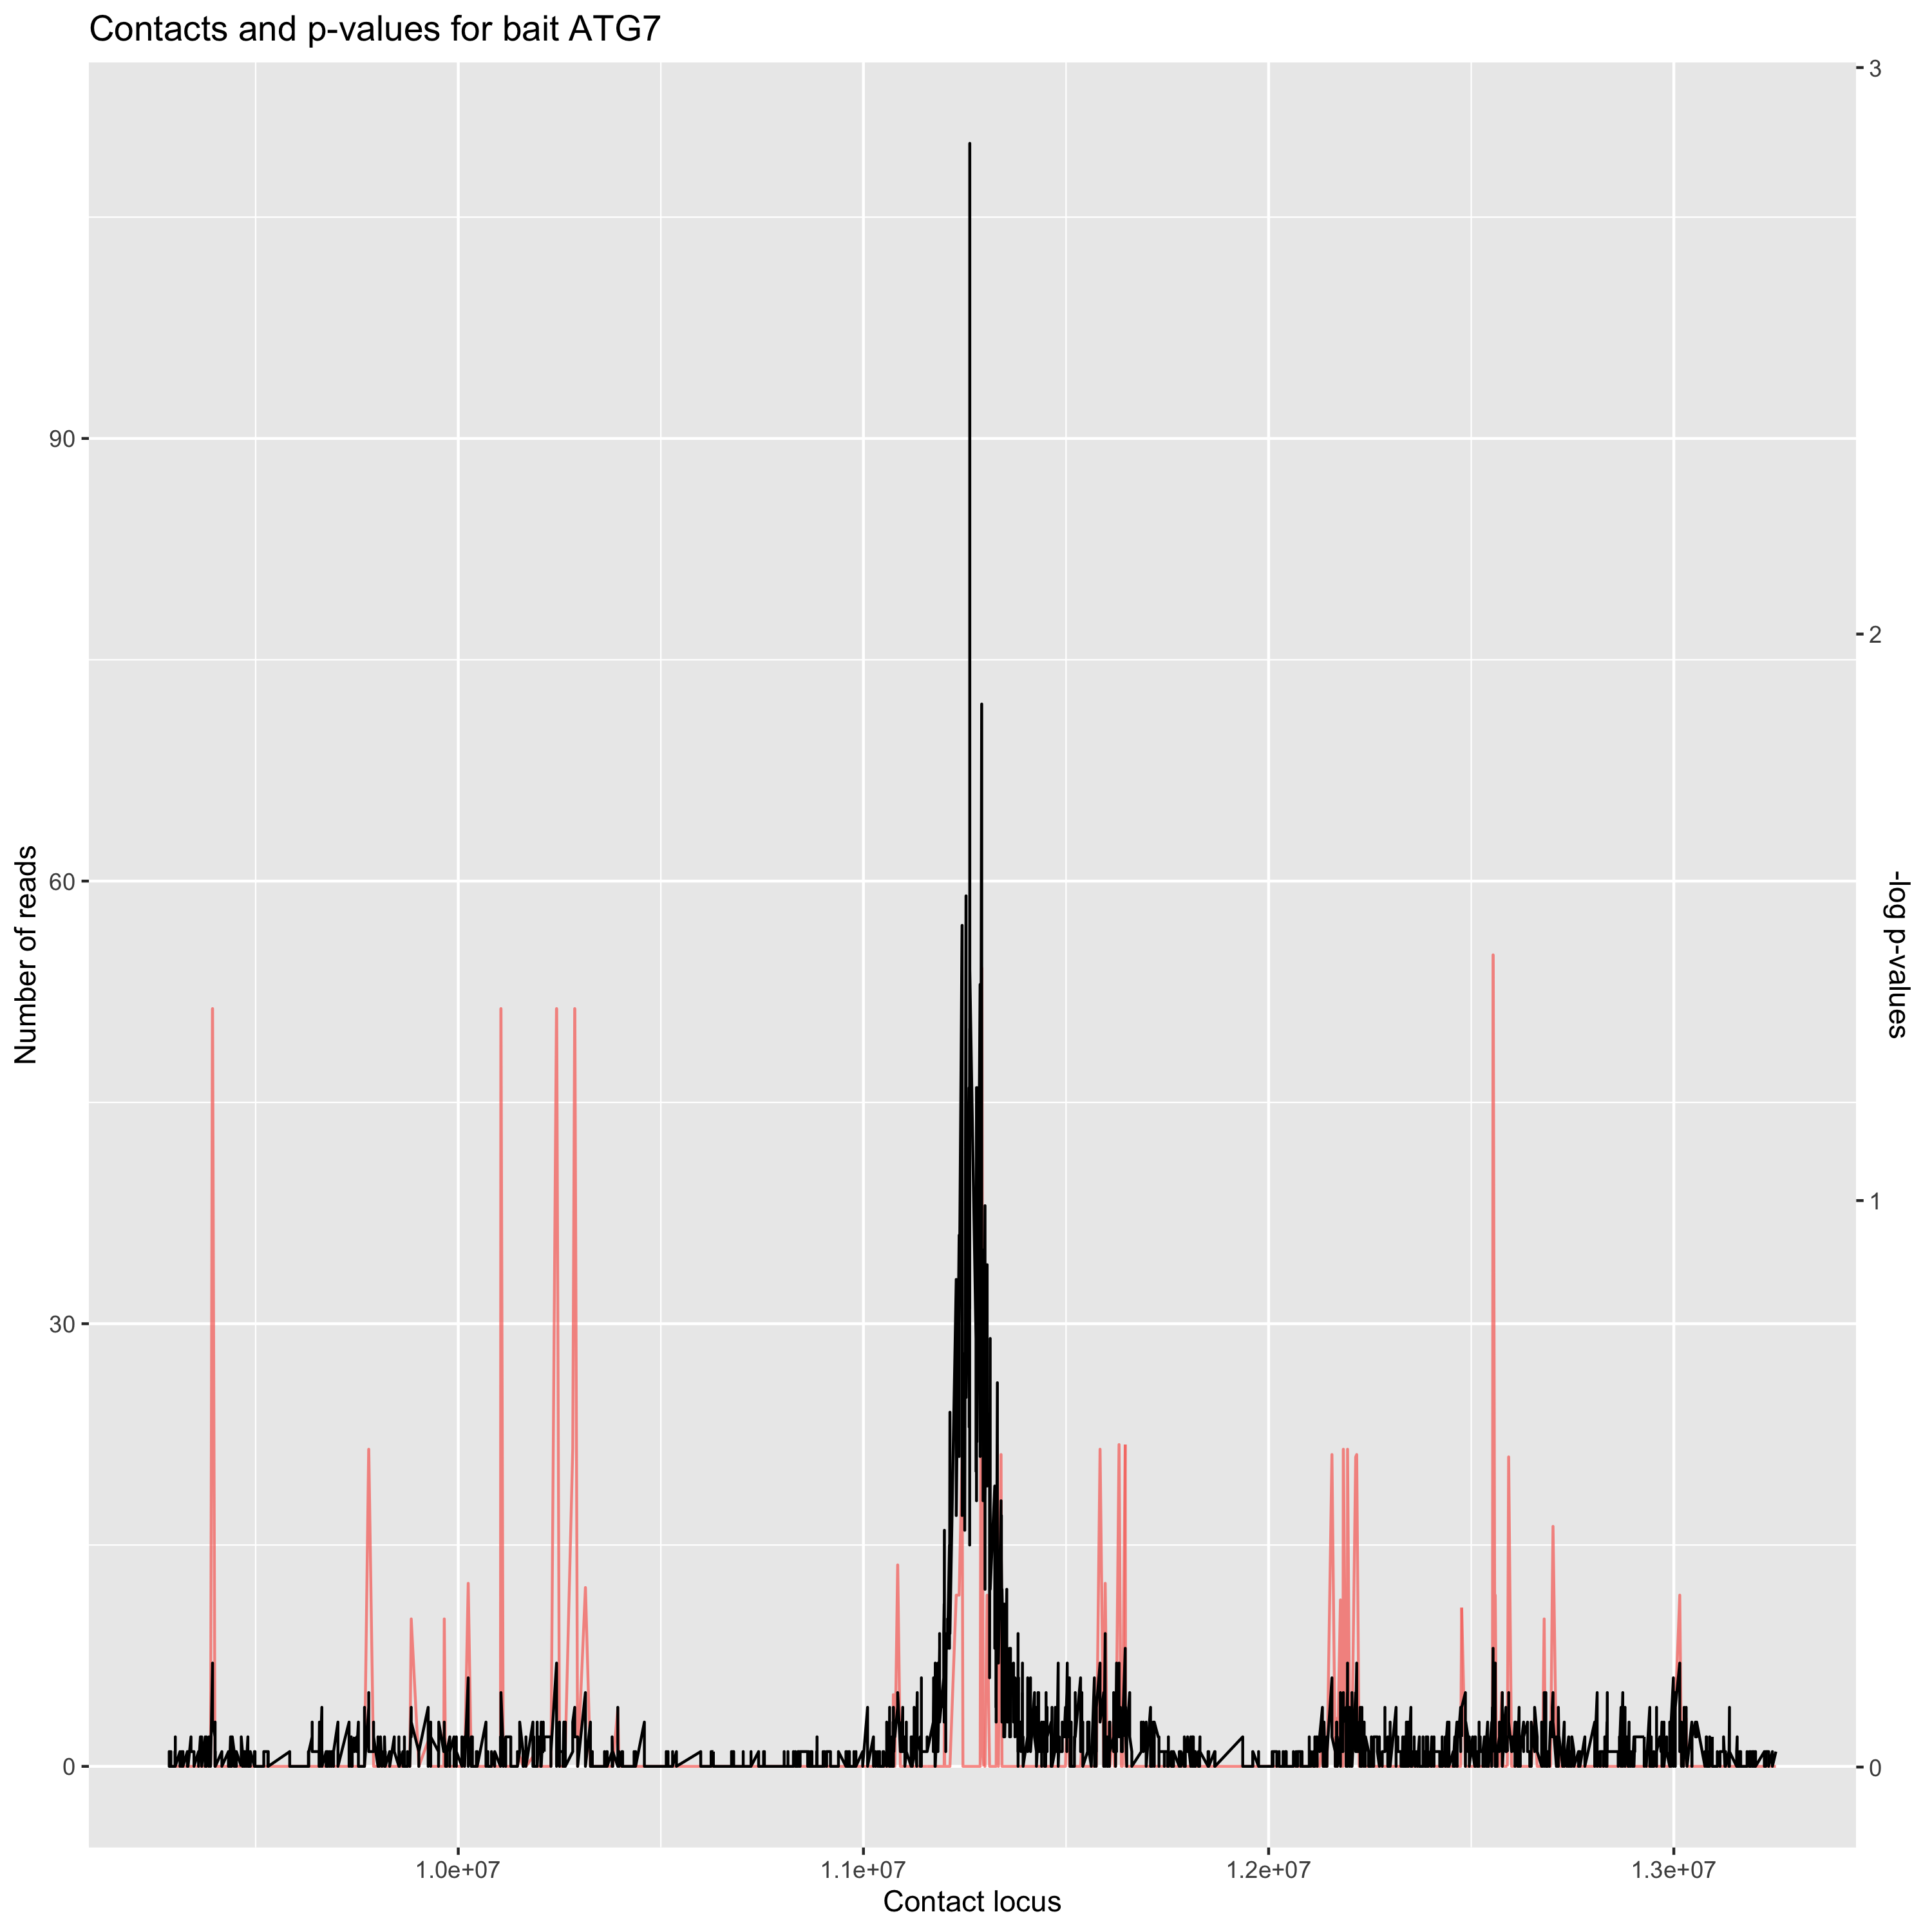 Contacts and p-values for bait ATG7
3
90
2
60
Number of reads
-log p-values
1
30
0
0
1.0e+07
1.1e+07
1.2e+07
1.3e+07
Contact locus